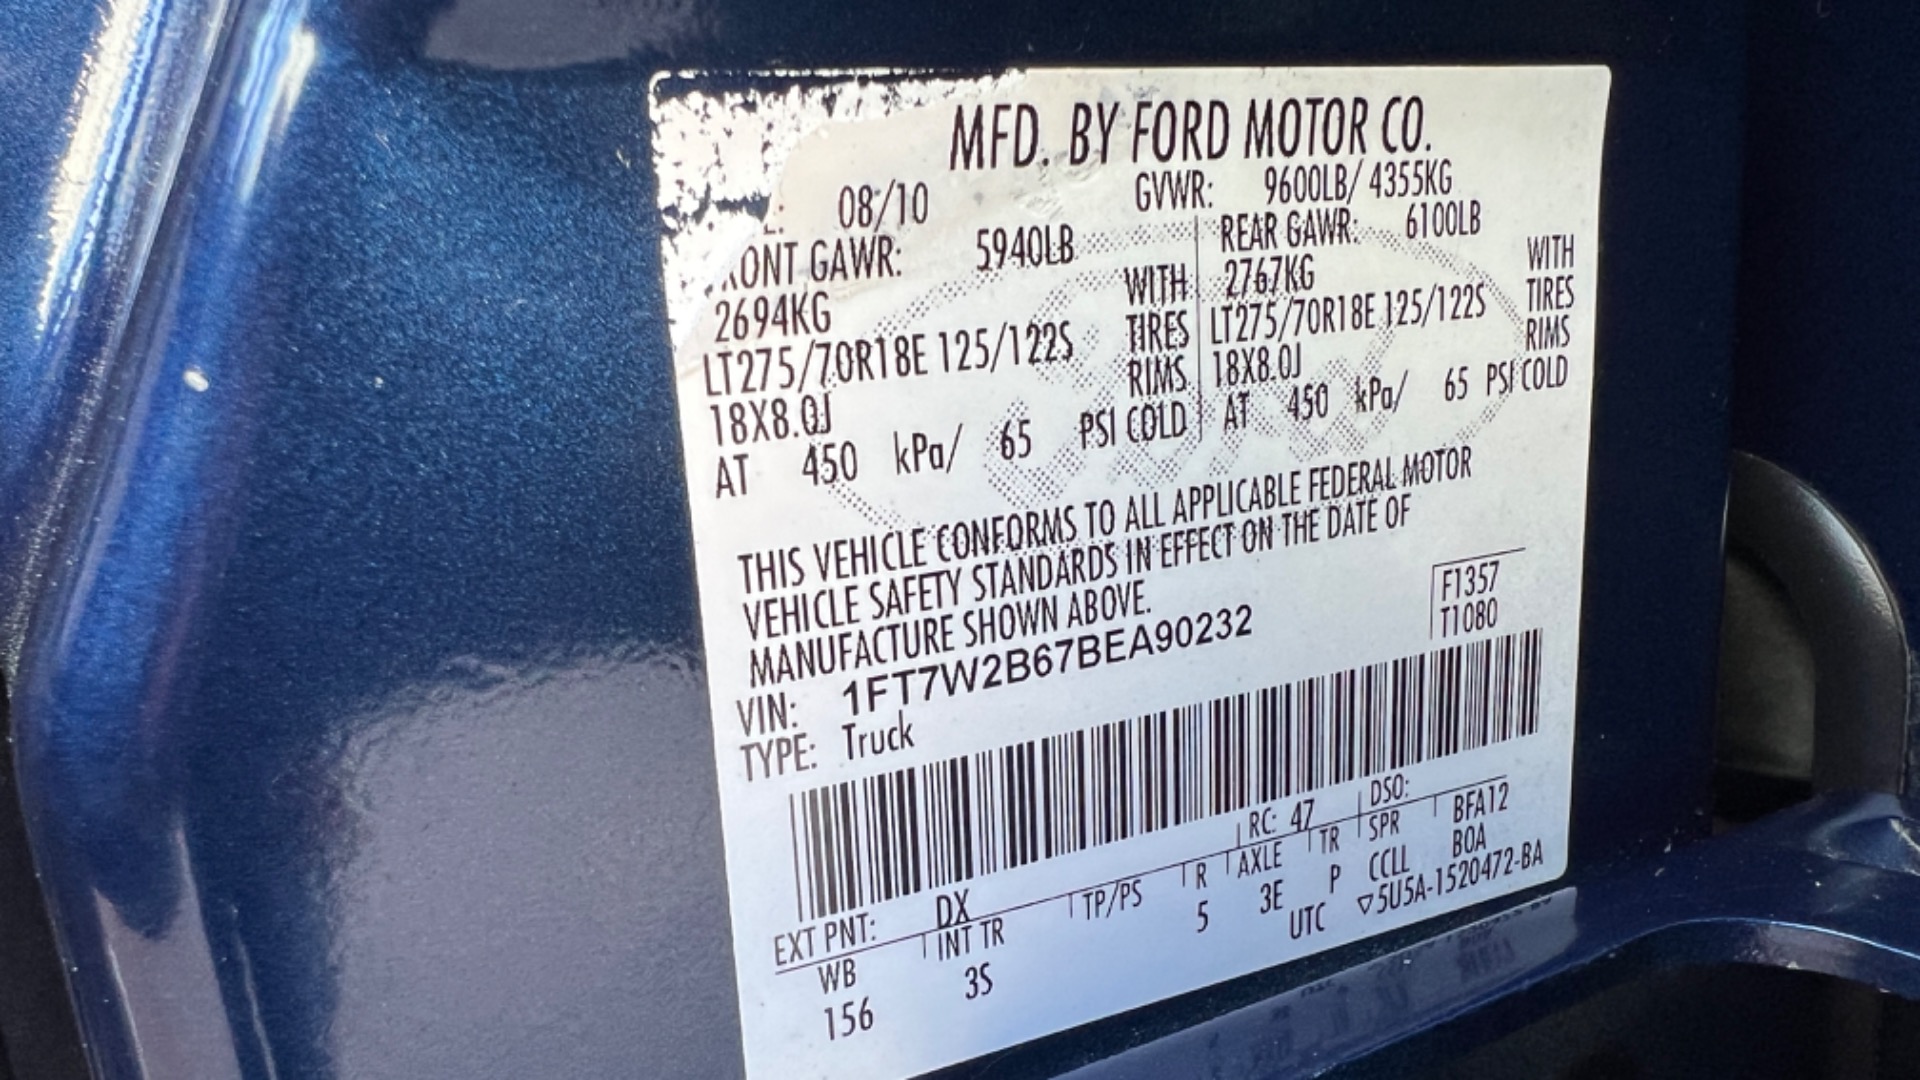 MFD. BY FORD MOTOR CO.
08/10 GVWR: 9600LB/ 4355KG
FRONT GAWR: 5940LB REAR GAWR: 6100LB
2694KG WITH 2767KG WITH
LT275/70R18E 125/122S TIRES LT275/70R18E 125/122S TIRES
18X8.0J RIMS 18X8.0J RIMS
AT 450 kPa/ 65 PSI COLD AT 450 kPa/ 65 PSI COLD
THIS VEHICLE CONFORMS TO ALL APPLICABLE FEDERAL MOTOR
VEHICLE SAFETY STANDARDS IN EFFECT ON THE DATE OF
MANUFACTURE SHOWN ABOVE.
VIN: 1FT7W2B67BEA90232
F1357
T1080
TYPE: Truck
EXT PNT: DX RC: 47 DSO:
WB INT TR TP/PS R AXLE TR SPR BFA12
156 3S 5 3E P CCLL BOA
UTC ▽5U5A-1520472-BA